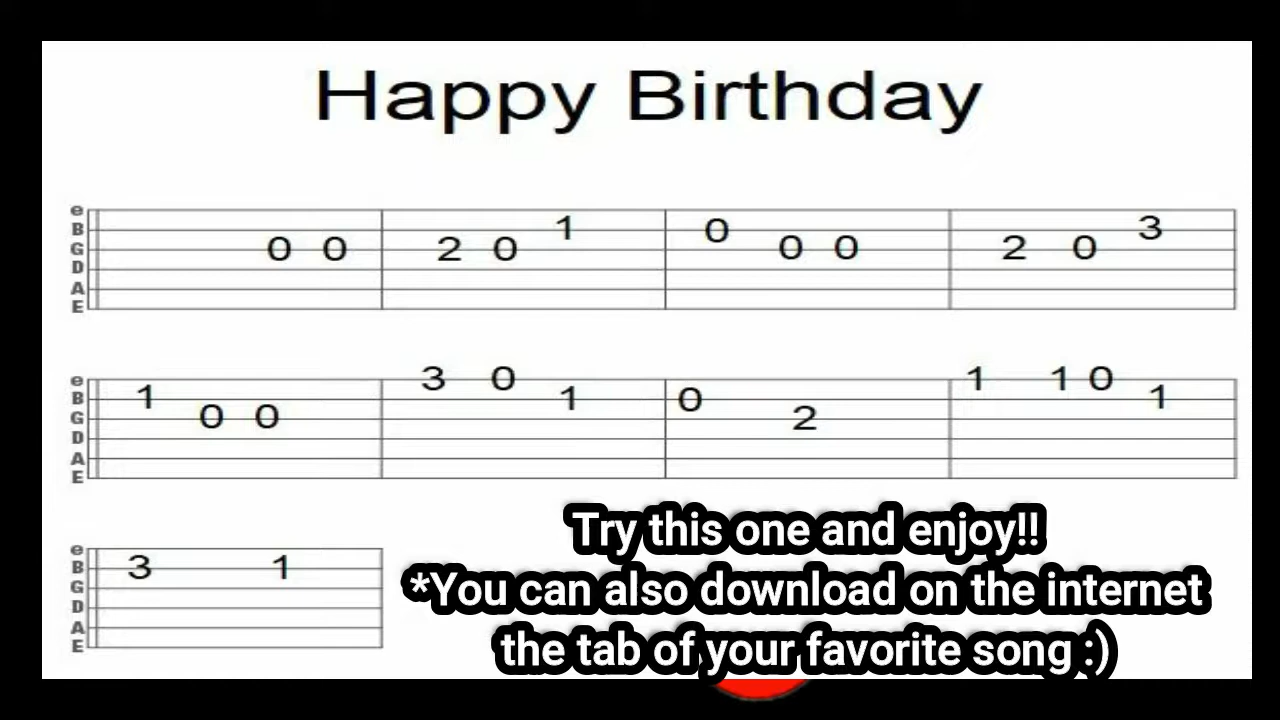 Happy Birthday
e
B 1 0 3
G 0 0 2 0 0 0 2 0
D
A
E
e 3 0 1 1 0
B 1 1 0 1
G 0 0 2
D
A
E
e
B 3 1
G
D
A
E
Try this one and enjoy!!
*You can also download on the internet
the tab of your favorite song :)